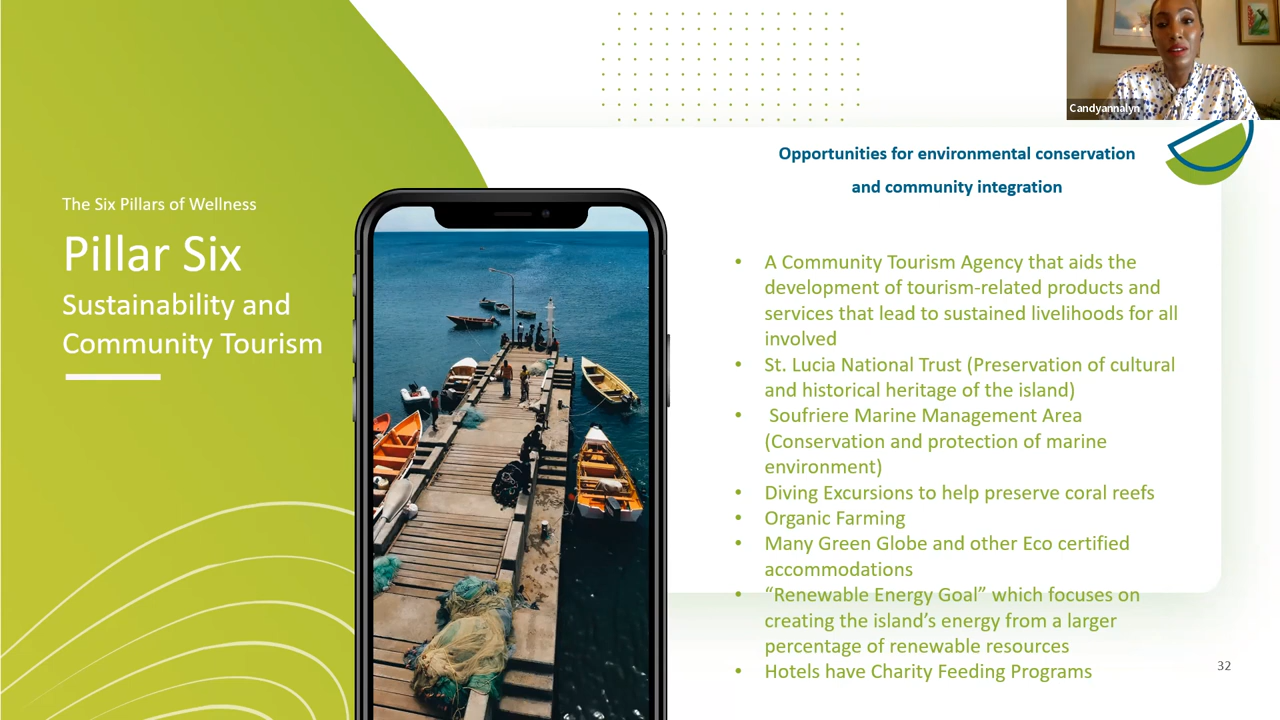 Candyannalyn
The Six Pillars of Wellness
Pillar Six
Sustainability and
Community Tourism
Opportunities for environmental conservation
and community integration
• A Community Tourism Agency that aids the
development of tourism-related products and
services that lead to sustained livelihoods for all
involved
• St. Lucia National Trust (Preservation of cultural
and historical heritage of the island)
• Soufriere Marine Management Area
(Conservation and protection of marine
environment)
• Diving Excursions to help preserve coral reefs
• Organic Farming
• Many Green Globe and other Eco certified
accommodations
• “Renewable Energy Goal” which focuses on
creating the island’s energy from a larger
percentage of renewable resources
• Hotels have Charity Feeding Programs
32